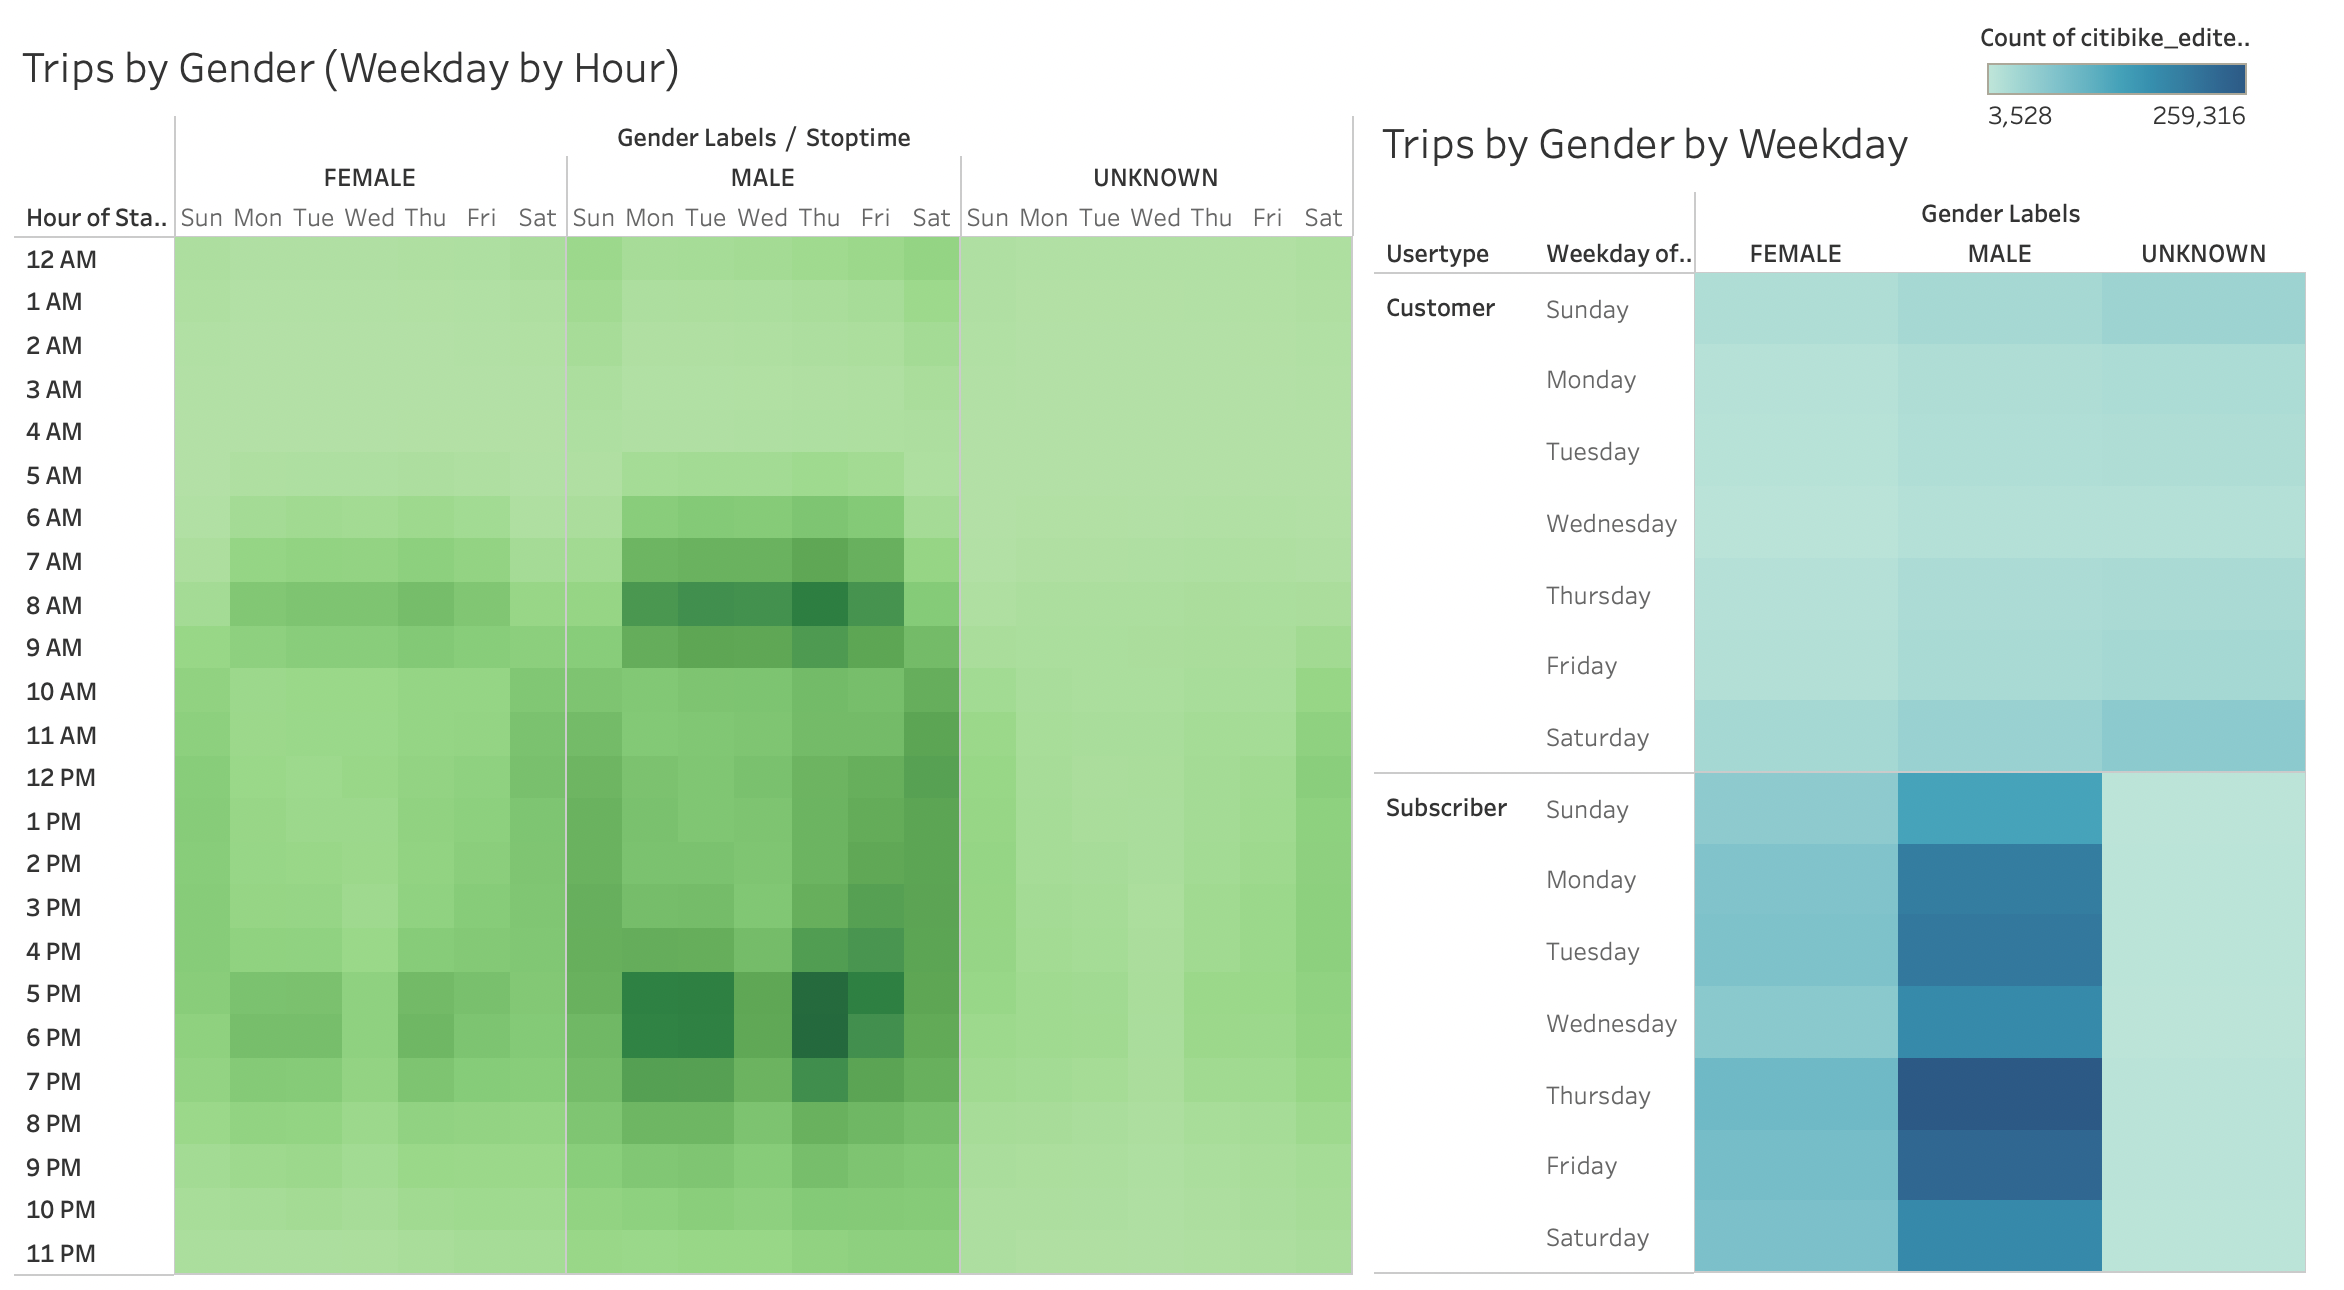 Trips by Gender (Weekday by Hour)
Gender Labels / Stoptime
FEMALE MALE UNKNOWN
Hour of Sta.. Sun Mon Tue Wed Thu Fri Sat Sun Mon Tue Wed Thu Fri Sat Sun Mon Tue Wed Thu Fri Sat
12 AM
1 AM
2 AM
3 AM
4 AM
5 AM
6 AM
7 AM
8 AM
9 AM
10 AM
11 AM
12 PM
1 PM
2 PM
3 PM
4 PM
5 PM
6 PM
7 PM
8 PM
9 PM
10 PM
11 PM
Count of citibike_edite..
3,528 259,316
Trips by Gender by Weekday
Gender Labels
Usertype Weekday of.. FEMALE MALE UNKNOWN
Customer Sunday
Monday
Tuesday
Wednesday
Thursday
Friday
Saturday
Subscriber Sunday
Monday
Tuesday
Wednesday
Thursday
Friday
Saturday